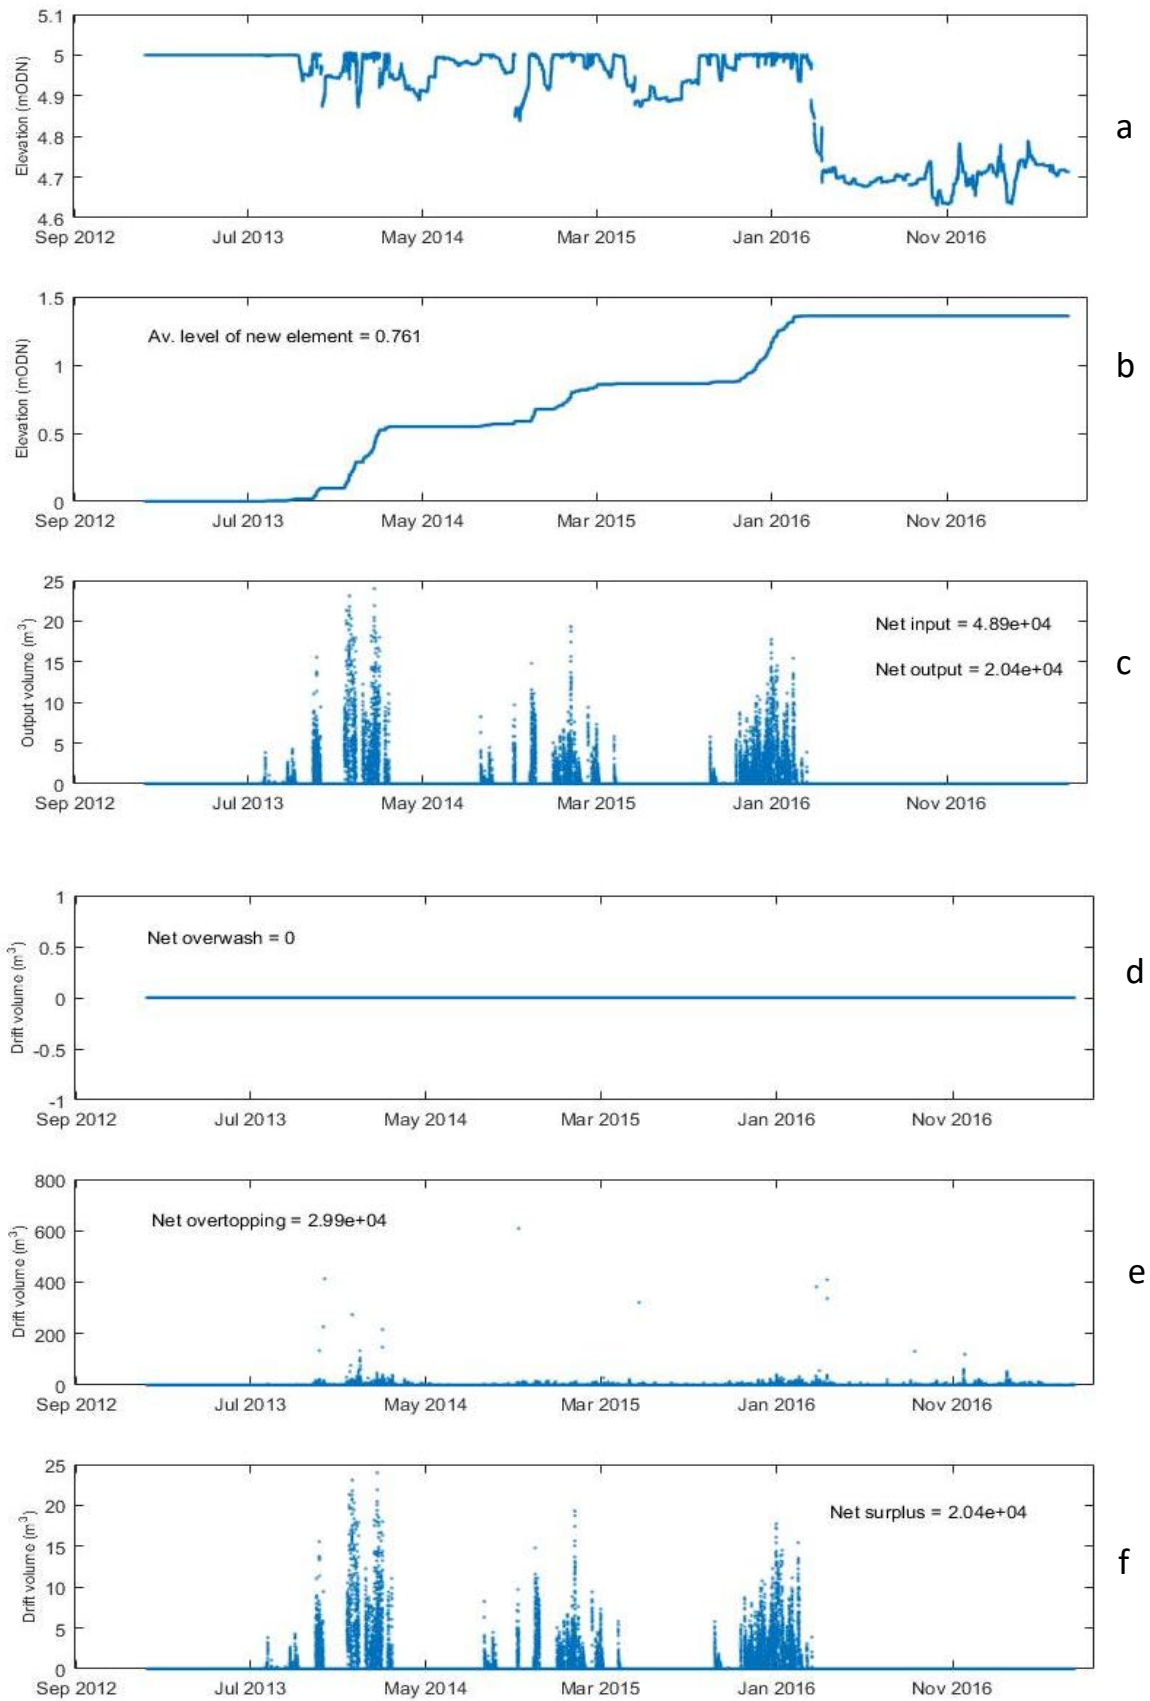 5.1
5
4.9
4.8
4.7
4.6
Elevation (mODN)
Sep 2012 Jul 2013 May 2014 Mar 2015 Jan 2016 Nov 2016
a
1.5
1
0.5
0
Elevation (mODN)
Av. level of new element = 0.761
Sep 2012 Jul 2013 May 2014 Mar 2015 Jan 2016 Nov 2016
b
25
20
15
10
5
0
Output volume (m³)
Net input = 4.89e+04
Net output = 2.04e+04
Sep 2012 Jul 2013 May 2014 Mar 2015 Jan 2016 Nov 2016
c
1
0.5
0
-0.5
-1
Drift volume (m³)
Net overwash = 0
Sep 2012 Jul 2013 May 2014 Mar 2015 Jan 2016 Nov 2016
d
800
600
400
200
0
Drift volume (m³)
Net overtopping = 2.99e+04
Sep 2012 Jul 2013 May 2014 Mar 2015 Jan 2016 Nov 2016
e
25
20
15
10
5
0
Drift volume (m³)
Net surplus = 2.04e+04
Sep 2012 Jul 2013 May 2014 Mar 2015 Jan 2016 Nov 2016
f